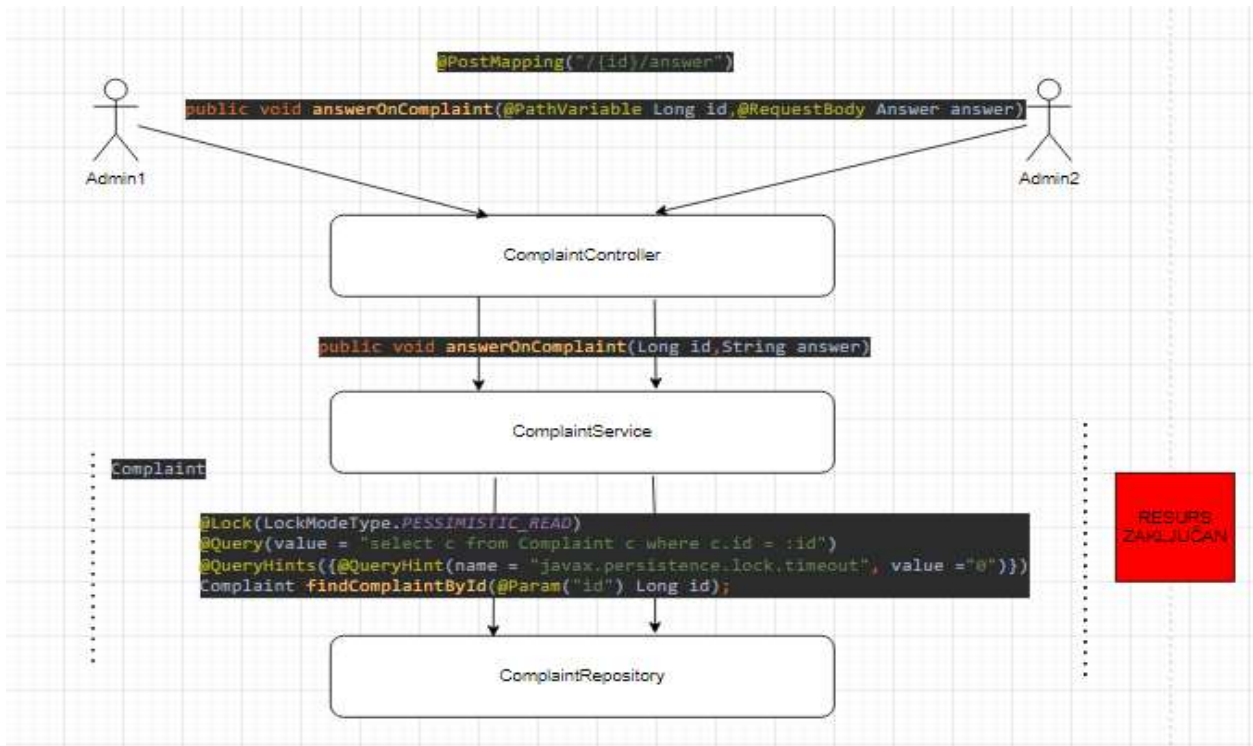 @PostMapping("/{id}/answer")
public void answerOnComplaint(@PathVariable Long id,@RequestBody Answer answer)
Admin1
Admin2
ComplaintController
public void answerOnComplaint(Long id,String answer)
ComplaintService
Complaint
@Lock(LockModeType.PESSIMISTIC_READ)
@Query(value = "select c from Complaint c where c.id = :id")
@QueryHints({@QueryHint(name = "javax.persistence.lock.timeout", value ="0")})
Complaint findComplaintById(@Param("id") Long id);
RESURS
ZAKLJUČAN
ComplaintRepository